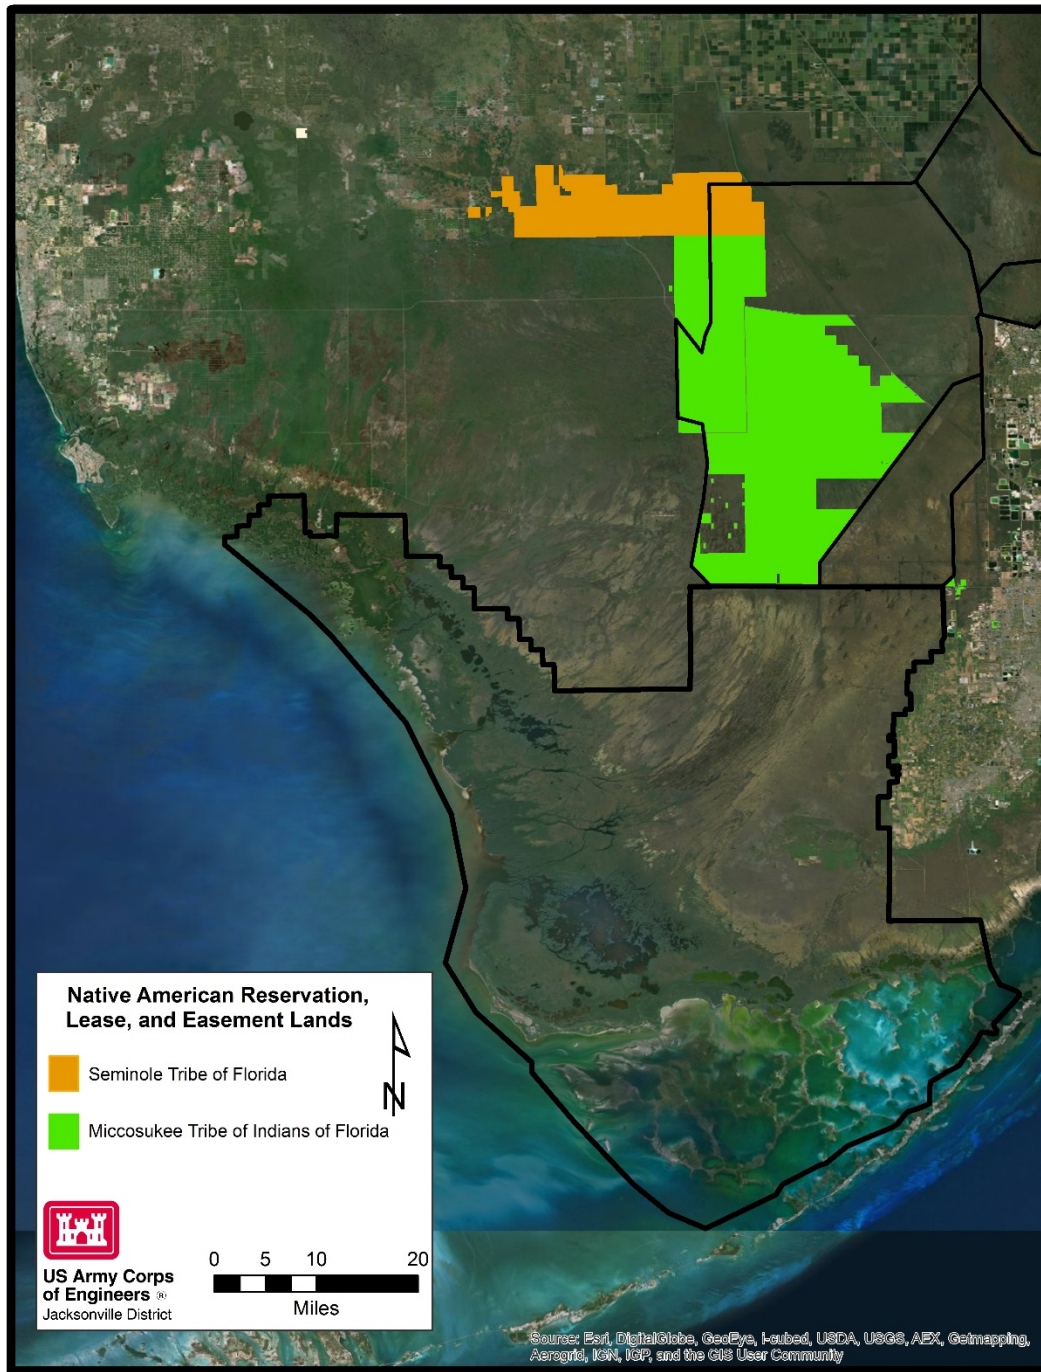 Native American Reservation,
Lease, and Easement Lands
Seminole Tribe of Florida
N
Miccosukee Tribe of Indians of Florida
US Army Corps
of Engineers ®
Jacksonville District
0 5 10 20
Miles
Source: Esri, DigitalGlobe, GeoEye, i-cubed, USDA, USGS, AEX, Getmapping,
Aerogrid, IGN, IGP, and the GIS User Community